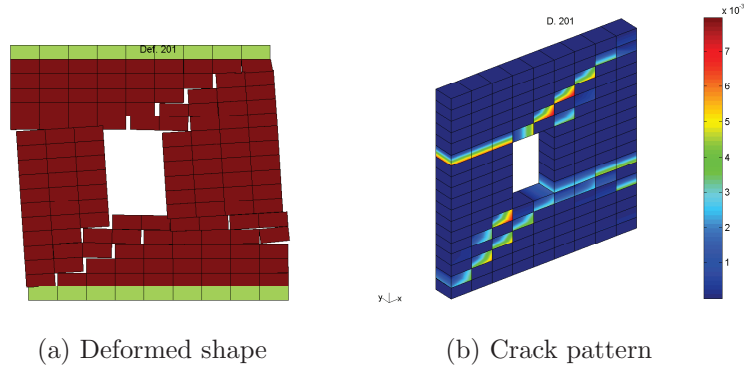 Def. 201
D. 201
x 10⁻³
7
6
5
4
3
2
1
y x
(a) Deformed shape
(b) Crack pattern